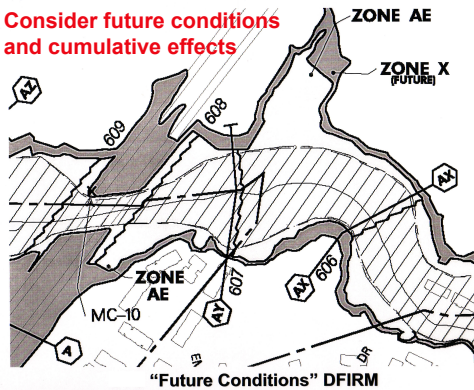 Consider future conditions
and cumulative effects
ZONE AE
ZONE X
(FUTURE)
AZ
609
608
AX
K
ZONE
AE
MC-10
AY
607
AX
606
A
EN
DR
"Future Conditions" DFIRM